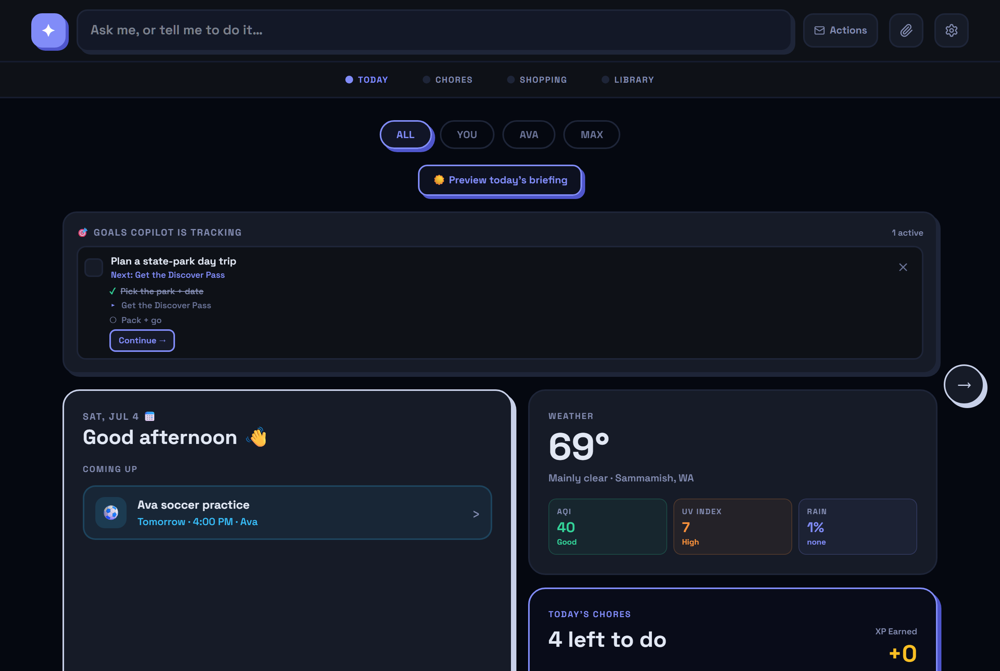 Ask me, or tell me to do it...
Actions
TODAY
CHORES
SHOPPING
LIBRARY
ALL
YOU
AVA
MAX
Preview today's briefing
GOALS COPILOT IS TRACKING
1 active
Plan a state-park day trip
Next: Get the Discover Pass
Pick the park + date
Get the Discover Pass
Pack + go
Continue →
SAT, JUL 4
Good afternoon
COMING UP
Ava soccer practice
Tomorrow · 4:00 PM · Ava
WEATHER
69°
Mainly clear · Sammamish, WA
AQI
40
Good
UV INDEX
7
High
RAIN
1%
none
TODAY'S CHORES
4 left to do
XP Earned
+0